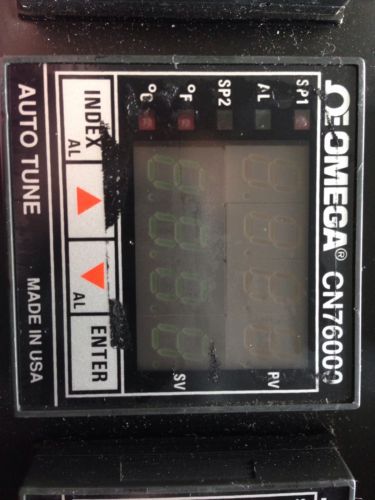 OMEGA® CN76000
SP1 AL SP2 °F °C
PV
SV
INDEX
AL
AL
ENTER
AUTO TUNE
MADE IN USA